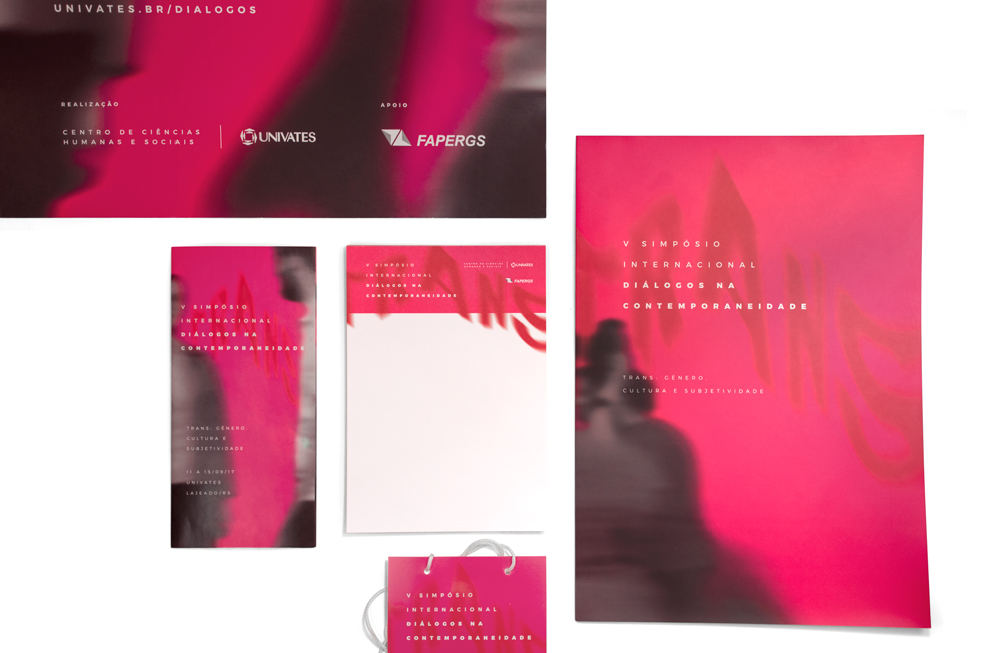 UNIVATES.BR/DIALOGOS
REALIZAÇÃO
CENTRO DE CIÊNCIAS
HUMANAS E SOCIAIS
UNIVATES
APOIO
FAPERGS
V SIMPÓSIO
INTERNACIONAL
DIÁLOGOS NA
CONTEMPORANEIDADE
TRANS: GÊNERO,
CULTURA E
SUBJETIVIDADE
11 A 15/09/17
UNIVATES
LAJEADO/RS
V SIMPÓSIO
INTERNACIONAL
DIÁLOGOS NA
CONTEMPORANEIDADE
CENTRO DE CIÊNCIAS
HUMANAS E SOCIAIS
UNIVATES
FAPERGS
V SIMPÓSIO
INTERNACIONAL
DIÁLOGOS NA
CONTEMPORANEIDADE
V SIMPÓSIO
INTERNACIONAL
DIÁLOGOS NA
CONTEMPORANEIDADE
TRANS: GÊNERO,
CULTURA E SUBJETIVIDADE